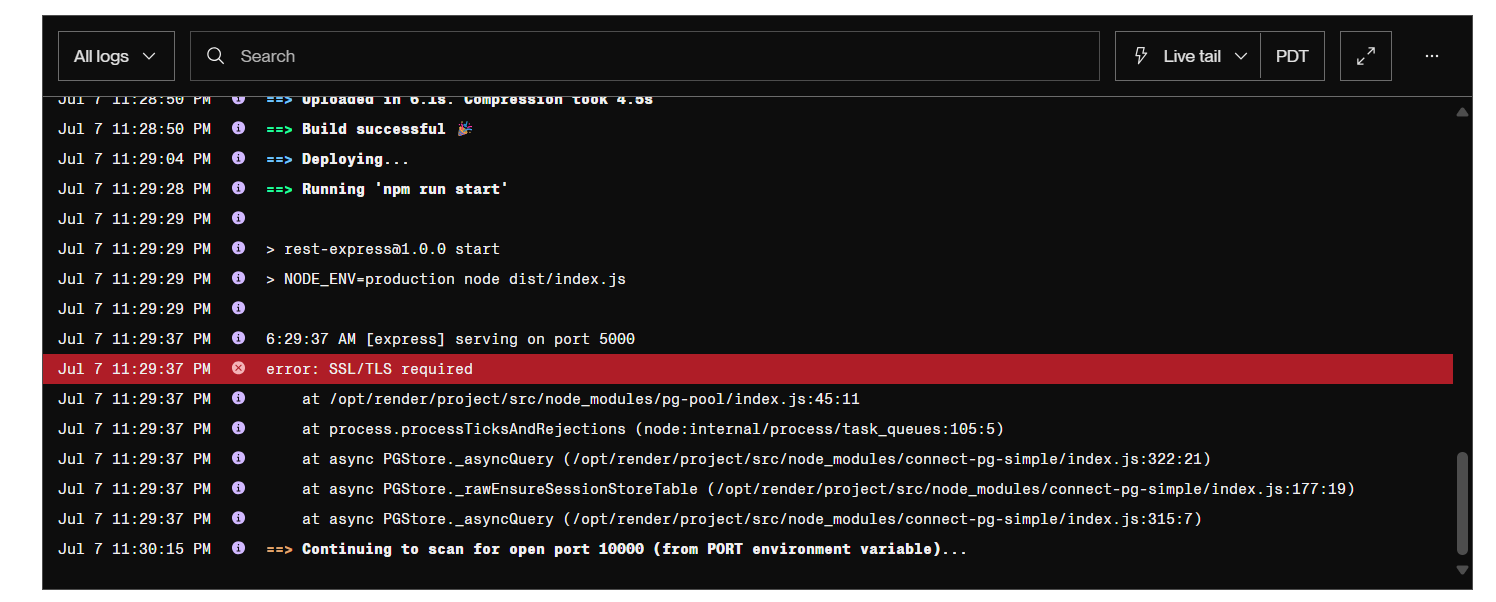 All logs
Search
Live tail
PDT
...
Jul 7 11:28:50 PM ==> Uploaded in 6.1s. Compression took 4.5s
Jul 7 11:28:50 PM ==> Build successful 🎉
Jul 7 11:29:04 PM ==> Deploying...
Jul 7 11:29:28 PM ==> Running 'npm run start'
Jul 7 11:29:29 PM
Jul 7 11:29:29 PM > rest-express@1.0.0 start
Jul 7 11:29:29 PM > NODE_ENV=production node dist/index.js
Jul 7 11:29:29 PM
Jul 7 11:29:37 PM 6:29:37 AM [express] serving on port 5000
Jul 7 11:29:37 PM error: SSL/TLS required
Jul 7 11:29:37 PM at /opt/render/project/src/node_modules/pg-pool/index.js:45:11
Jul 7 11:29:37 PM at process.processTicksAndRejections (node:internal/process/task_queues:105:5)
Jul 7 11:29:37 PM at async PGStore._asyncQuery (/opt/render/project/src/node_modules/connect-pg-simple/index.js:322:21)
Jul 7 11:29:37 PM at async PGStore._rawEnsureSessionStoreTable (/opt/render/project/src/node_modules/connect-pg-simple/index.js:177:19)
Jul 7 11:29:37 PM at async PGStore._asyncQuery (/opt/render/project/src/node_modules/connect-pg-simple/index.js:315:7)
Jul 7 11:30:15 PM ==> Continuing to scan for open port 10000 (from PORT environment variable)...